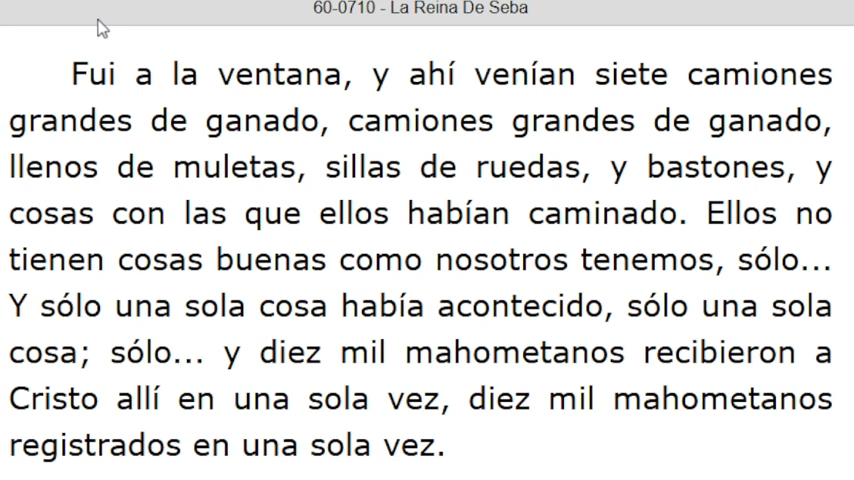 60-0710 - La Reina De Seba
Fui a la ventana, y ahí venían siete camiones
grandes de ganado, camiones grandes de ganado,
llenos de muletas, sillas de ruedas, y bastones, y
cosas con las que ellos habían caminado. Ellos no
tienen cosas buenas como nosotros tenemos, sólo...
Y sólo una sola cosa había acontecido, sólo una sola
cosa; sólo... y diez mil mahometanos recibieron a
Cristo allí en una sola vez, diez mil mahometanos
registrados en una sola vez.